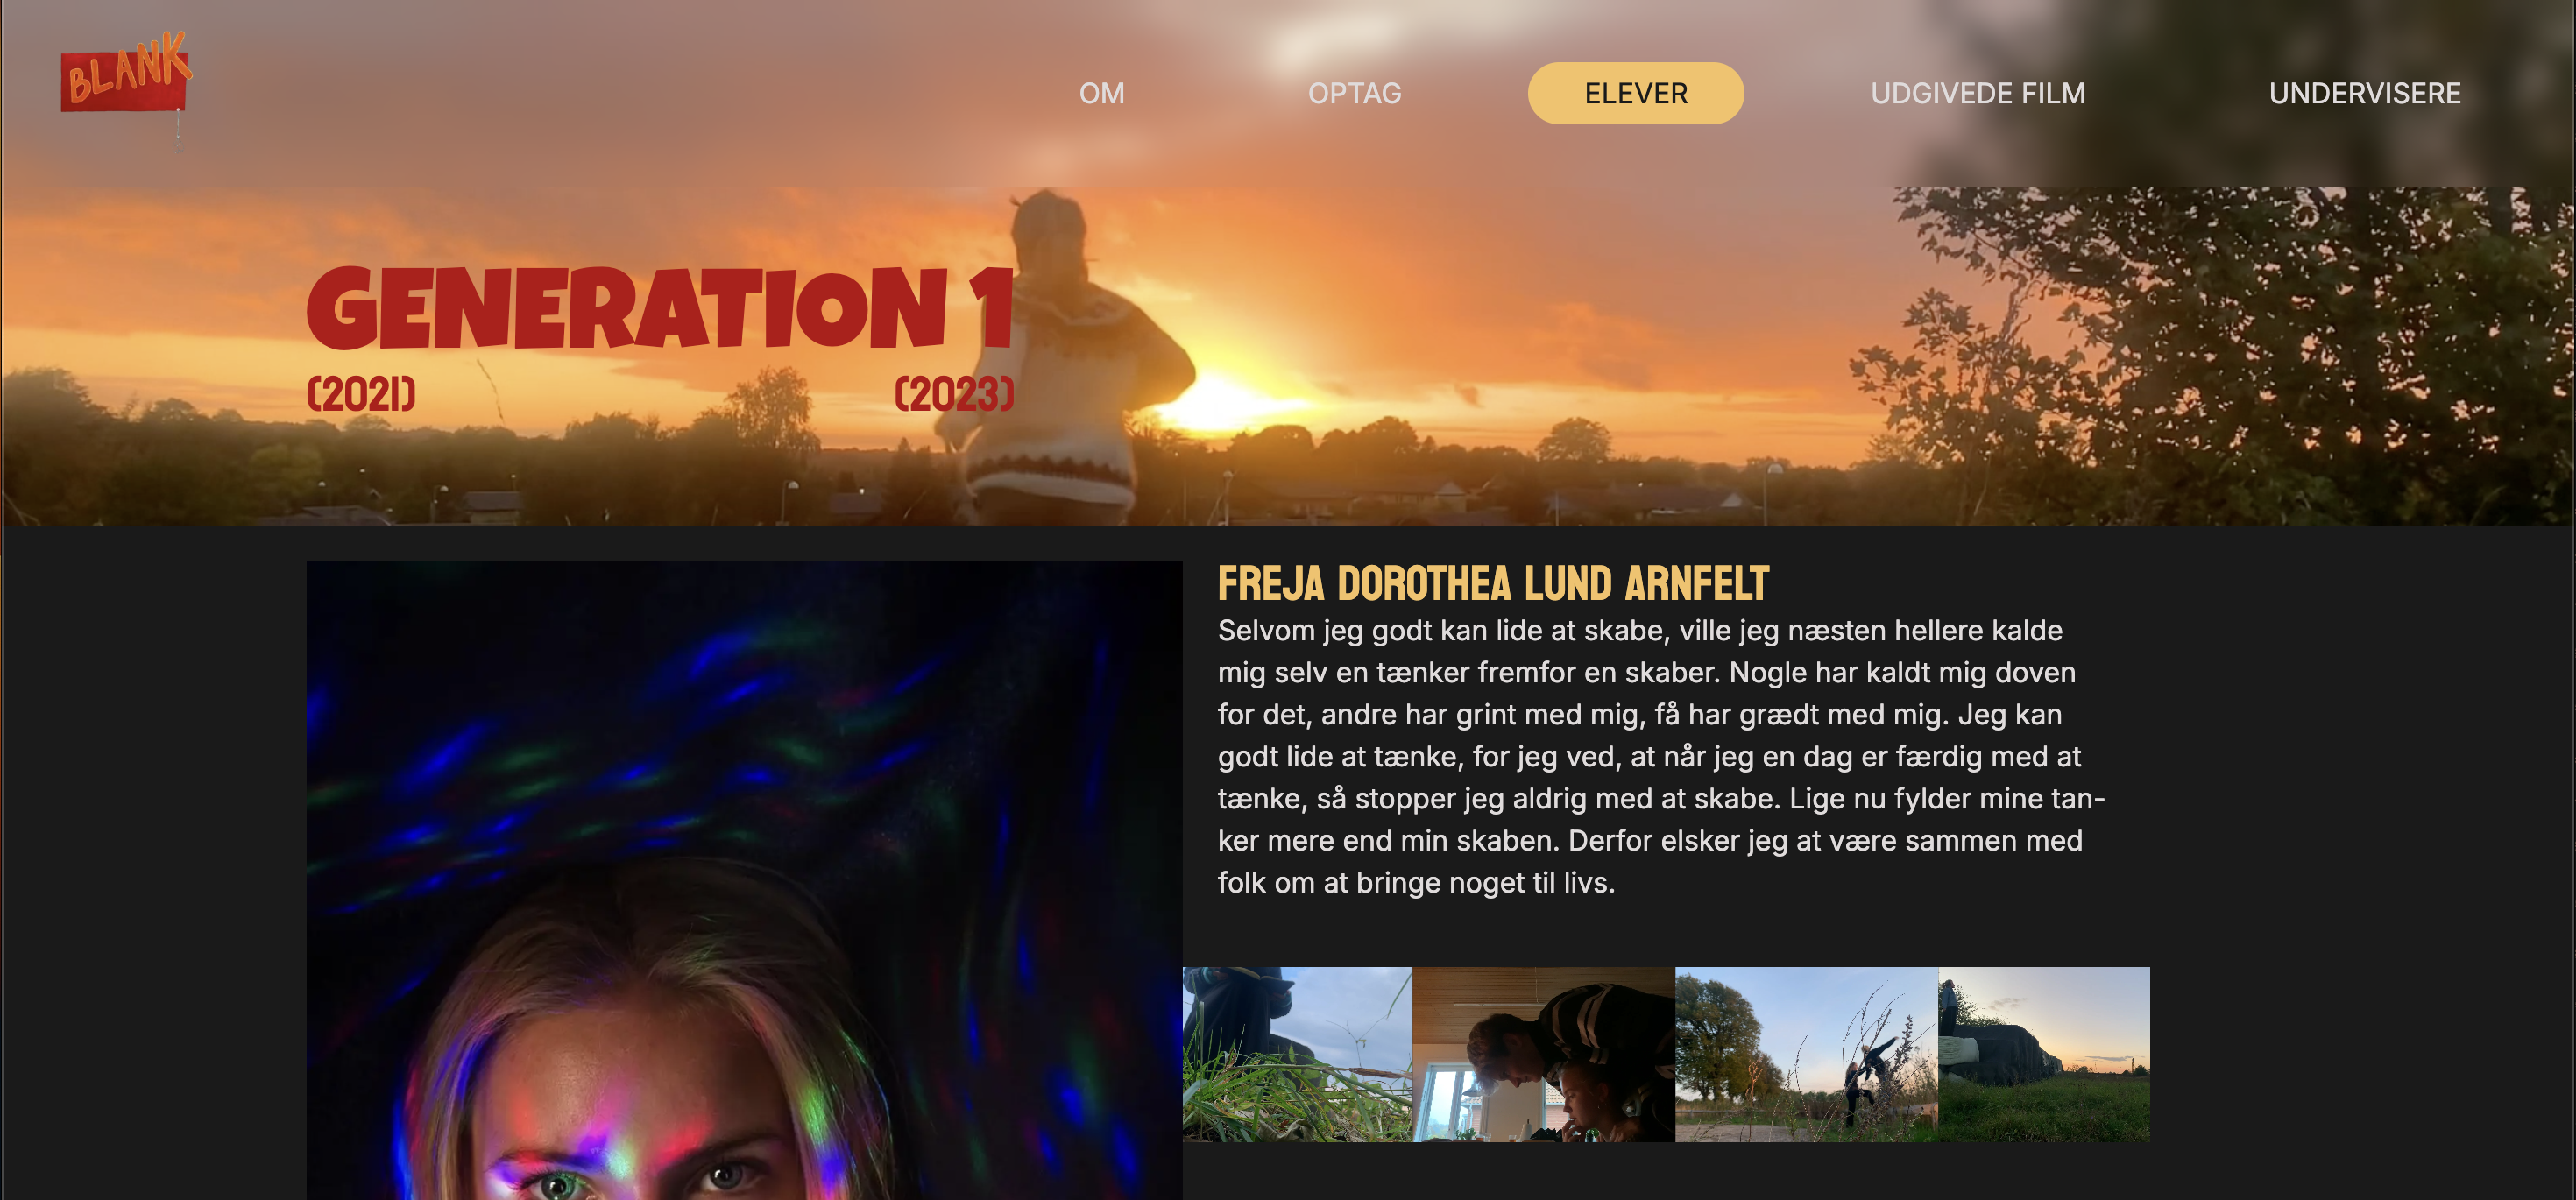 BLANK
OM
OPTAG
ELEVER
UDGIVEDE FILM
UNDERVISERE
GENERATION 1
(2021)
(2023)
FREJA DOROTHEA LUND ARNFELT
Selvom jeg godt kan lide at skabe, ville jeg næsten hellere kalde
mig selv en tænker fremfor en skaber. Nogle har kaldt mig doven
for det, andre har grint med mig, få har grædt med mig. Jeg kan
godt lide at tænke, for jeg ved, at når jeg en dag er færdig med at
tænke, så stopper jeg aldrig med at skabe. Lige nu fylder mine tan-
ker mere end min skaben. Derfor elsker jeg at være sammen med
folk om at bringe noget til livs.